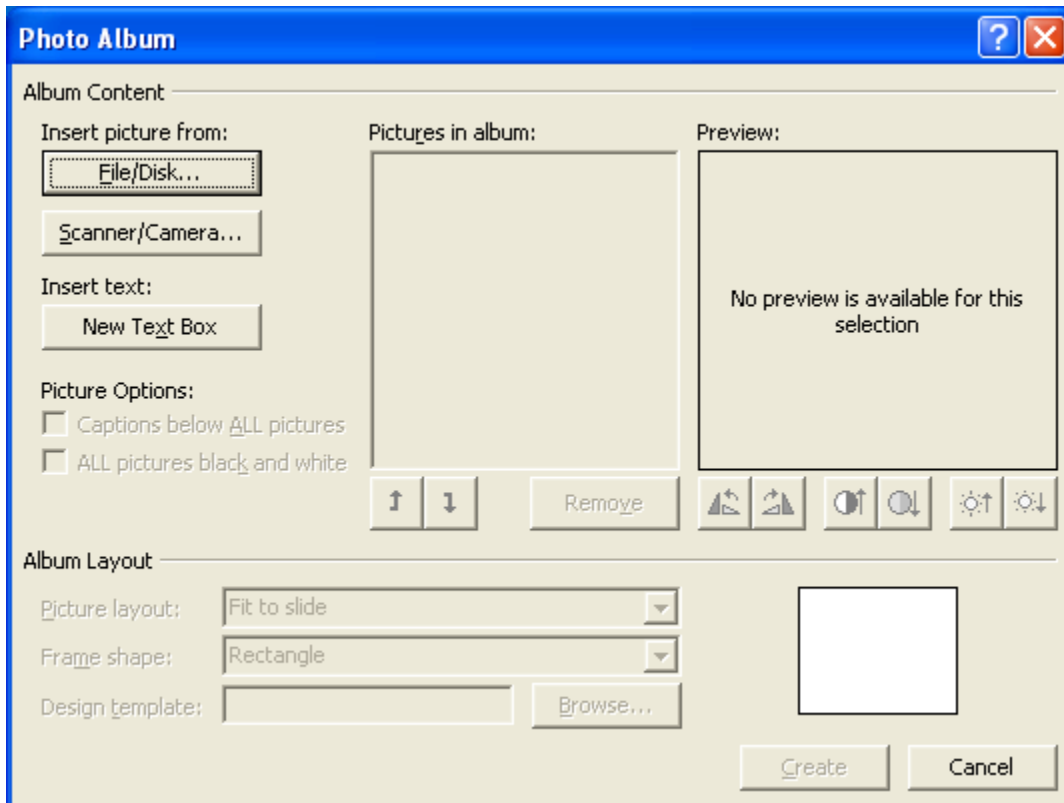 Photo Album
Album Content
Insert picture from:
File/Disk...
Scanner/Camera...
Insert text:
New Text Box
Picture Options:
Captions below ALL pictures
ALL pictures black and white
Pictures in album:
Remove
Preview:
No preview is available for this
selection
Album Layout
Picture layout: Fit to slide
Frame shape: Rectangle
Design template: Browse...
Create Cancel